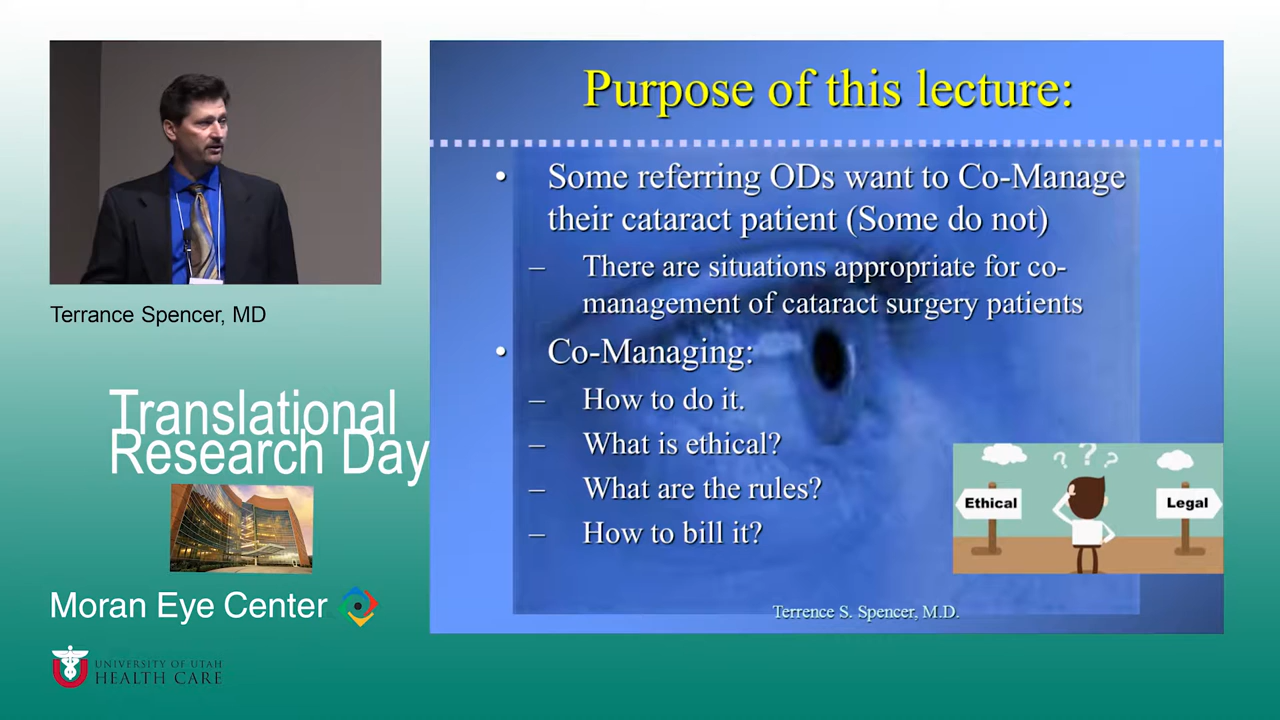 Terrance Spencer, MD
Translational
Research Day
Moran Eye Center
UNIVERSITY OF UTAH
HEALTH CARE
Purpose of this lecture:
• Some referring ODs want to Co-Manage
their cataract patient (Some do not)
– There are situations appropriate for co-
management of cataract surgery patients
• Co-Managing:
– How to do it.
– What is ethical?
– What are the rules?
– How to bill it?
? ? ?
Ethical
Legal
Terrence S. Spencer, M.D.